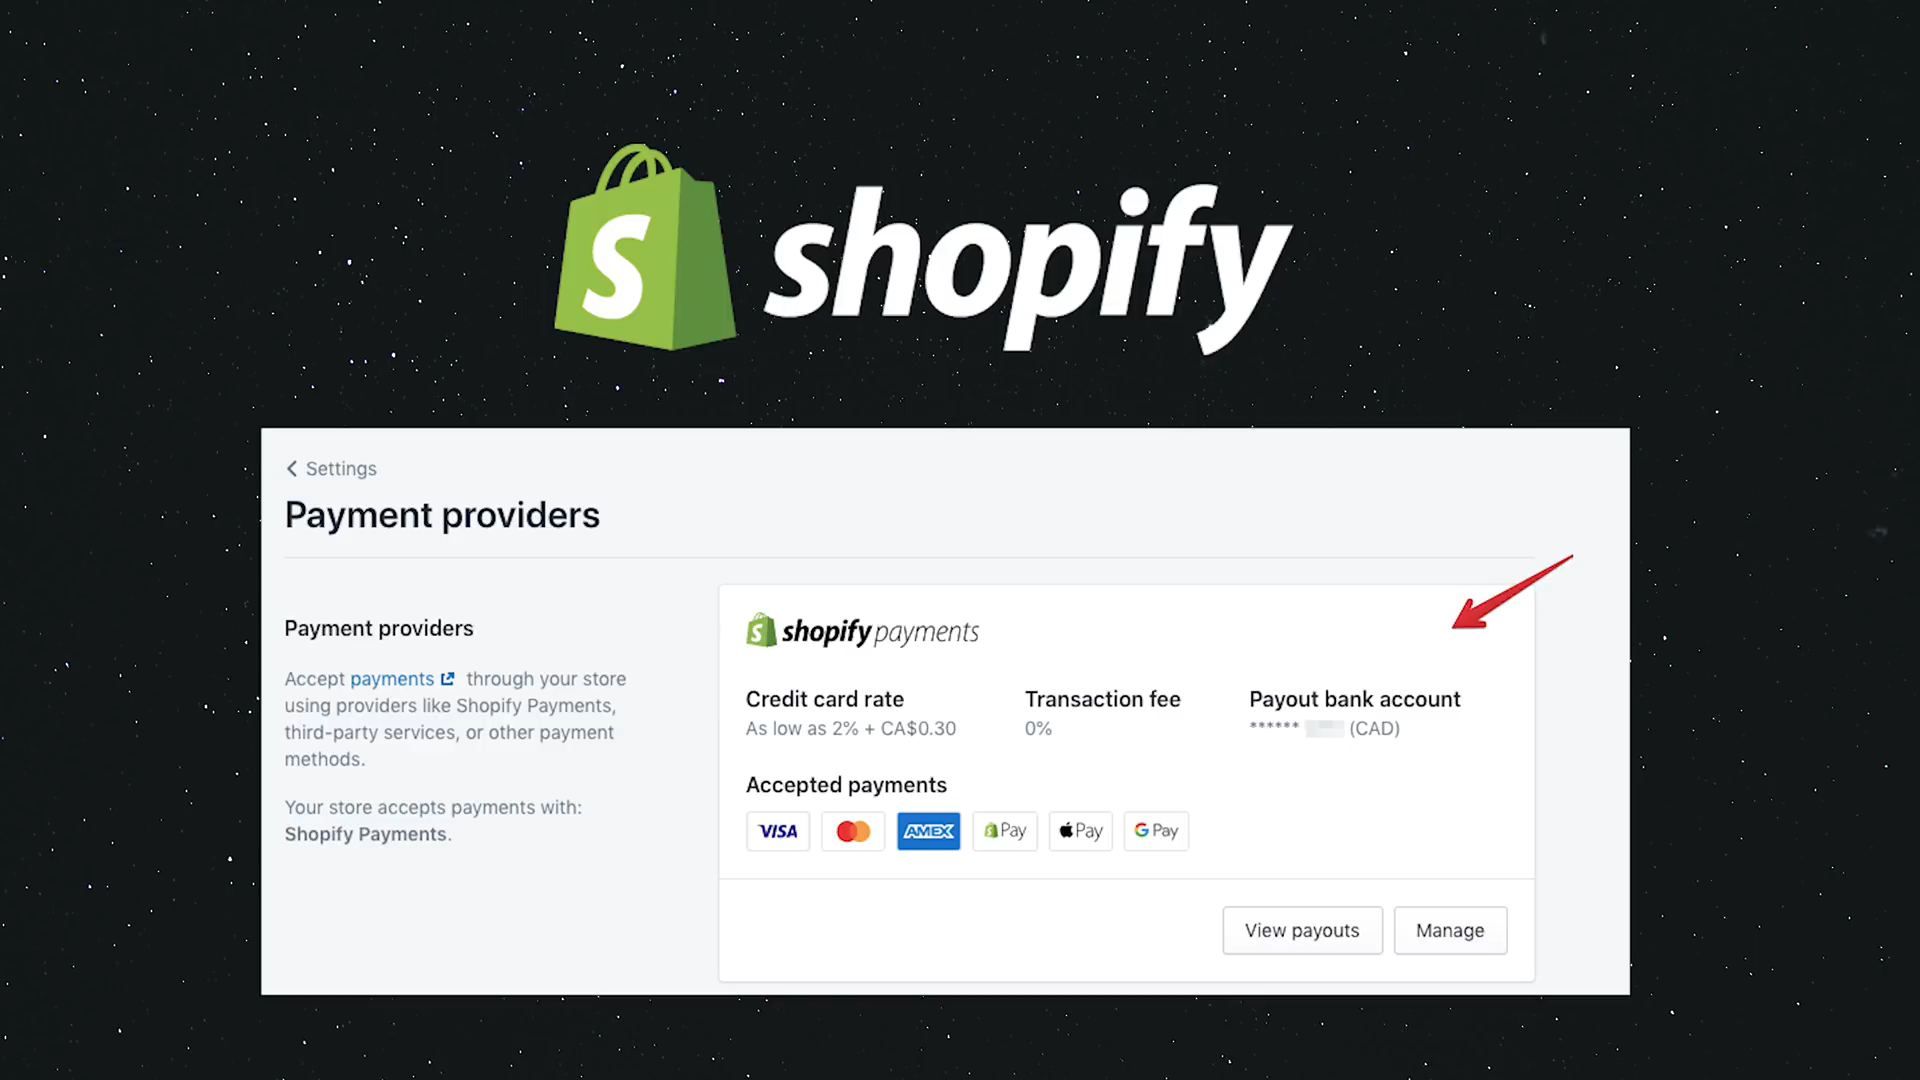 shopify
Settings
Payment providers
Payment providers
Accept payments through your store
using providers like Shopify Payments,
third-party services, or other payment
methods.
Your store accepts payments with:
Shopify Payments.
shopify payments
Credit card rate
As low as 2% + CA$0.30
Transaction fee
0%
Payout bank account
****** (CAD)
Accepted payments
VISA
AMEX
Pay
Pay
G Pay
View payouts
Manage